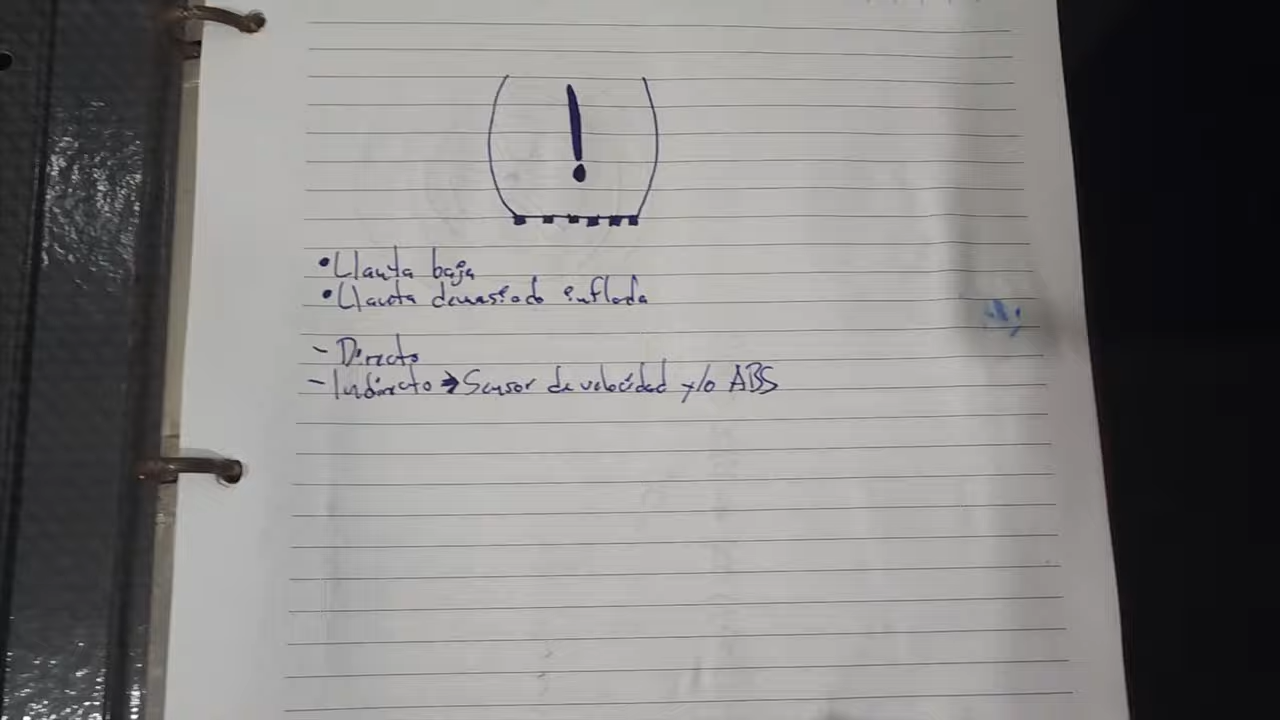 !
• Llanta baja
• Llanta demasiado inflada
- Directo
- Indirecto → Sensor de velocidad y/o ABS